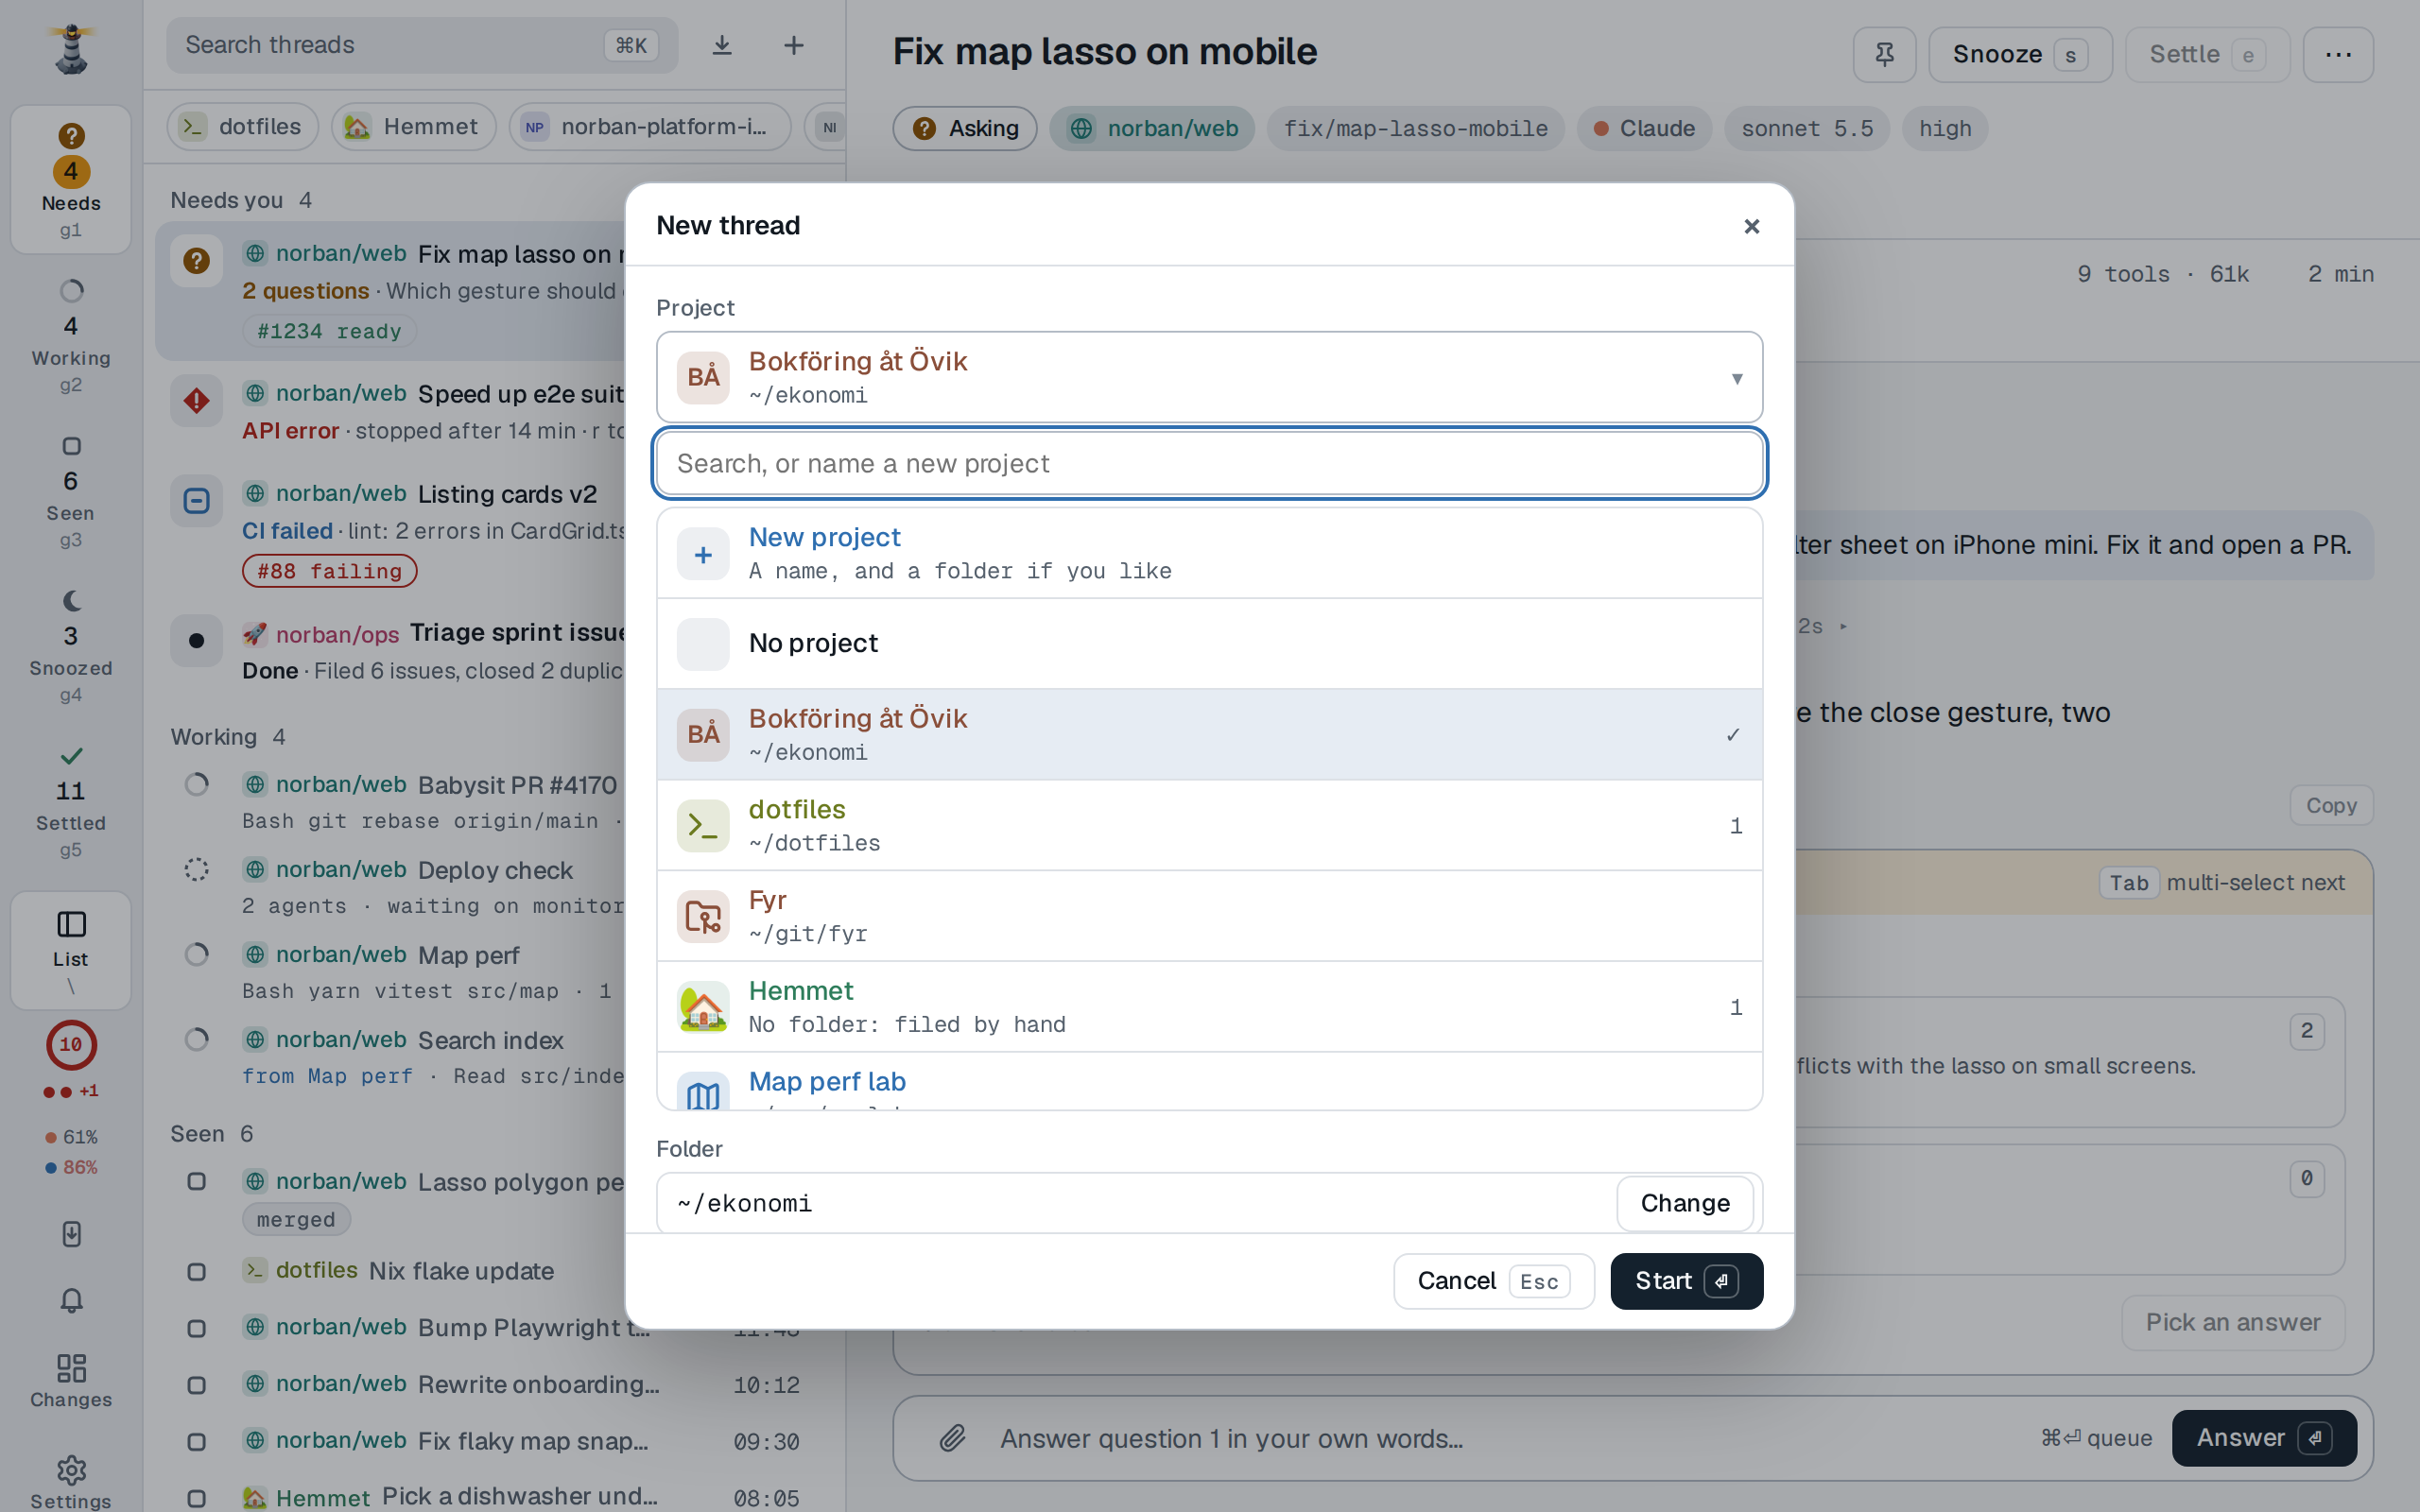 Search threads ⌘K
dotfiles Hemmet NP norban-platform-i… NI
4
Needs
g1
4
Working
g2
6
Seen
g3
3
Snoozed
g4
11
Settled
g5
List
\
10
+1
61%
86%
Changes
Settings
Needs you 4
norban/web Fix map lasso on
2 questions · Which gesture should
#1234 ready
norban/web Speed up e2e suit
API error · stopped after 14 min · r to
norban/web Listing cards v2
CI failed · lint: 2 errors in CardGrid.ts
#88 failing
norban/ops Triage sprint issue
Done · Filed 6 issues, closed 2 duplic
Working 4
norban/web Babysit PR #4170
Bash git rebase origin/main ·
norban/web Deploy check
2 agents · waiting on monitor
norban/web Map perf
Bash yarn vitest src/map · 1
norban/web Search index
from Map perf · Read src/inde
Seen 6
norban/web Lasso polygon pe
merged
dotfiles Nix flake update
norban/web Bump Playwright t…
norban/web Rewrite onboarding… 10:12
norban/web Fix flaky map snap… 09:30
Hemmet Pick a dishwasher und… 08:05
Fix map lasso on mobile
Snooze s Settle e ⋯
Asking norban/web fix/map-lasso-mobile Claude sonnet 5.5 high
9 tools · 61k 2 min
lter sheet on iPhone mini. Fix it and open a PR.
2s ▸
e the close gesture, two
Copy
Tab multi-select next
2
flicts with the lasso on small screens.
0
Pick an answer
Answer question 1 in your own words…
⌘⏎ queue Answer ⏎
New thread ×
Project
BÅ Bokföring åt Övik
~/ekonomi
Search, or name a new project
New project
A name, and a folder if you like
No project
BÅ Bokföring åt Övik ✓
~/ekonomi
dotfiles
~/dotfiles 1
Fyr
~/git/fyr
Hemmet
No folder: filed by hand 1
Map perf lab
Folder
~/ekonomi Change
Cancel Esc Start ⏎